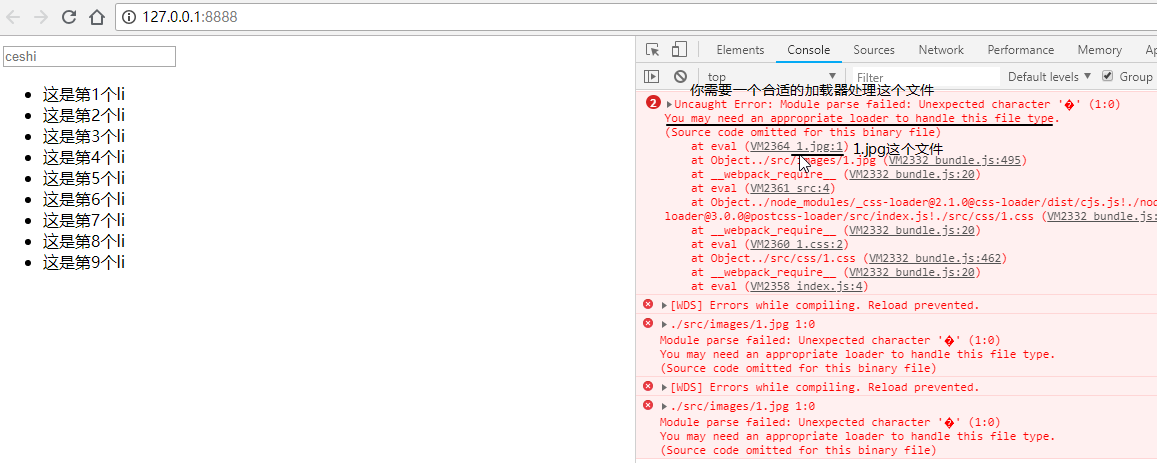 127.0.0.1:8888
ceshi
这是第1个li
这是第2个li
这是第3个li
这是第4个li
这是第5个li
这是第6个li
这是第7个li
这是第8个li
这是第9个li
Elements Console Sources Network Performance Memory Ap
top Filter Default levels Group
你需要一个合适的加载器处理这个文件
2 Uncaught Error: Module parse failed: Unexpected character '�' (1:0)
You may need an appropriate loader to handle this file type.
(Source code omitted for this binary file)
at eval (VM2364 1.jpg:1) 1.jpg这个文件
at Object../src/images/1.jpg (VM2332 bundle.js:495)
at __webpack_require__ (VM2332 bundle.js:20)
at eval (VM2361 src:4)
at Object../node_modules/_css-loader@2.1.0@css-loader/dist/cjs.js!./nod
loader@3.0.0@postcss-loader/src/index.js!./src/css/1.css (VM2332 bundle.js:
at __webpack_require__ (VM2332 bundle.js:20)
at eval (VM2360 1.css:2)
at Object../src/css/1.css (VM2332 bundle.js:462)
at __webpack_require__ (VM2332 bundle.js:20)
at eval (VM2358 index.js:4)
[WDS] Errors while compiling. Reload prevented.
./src/images/1.jpg 1:0
Module parse failed: Unexpected character '�' (1:0)
You may need an appropriate loader to handle this file type.
(Source code omitted for this binary file)
[WDS] Errors while compiling. Reload prevented.
./src/images/1.jpg 1:0
Module parse failed: Unexpected character '�' (1:0)
You may need an appropriate loader to handle this file type.
(Source code omitted for this binary file)